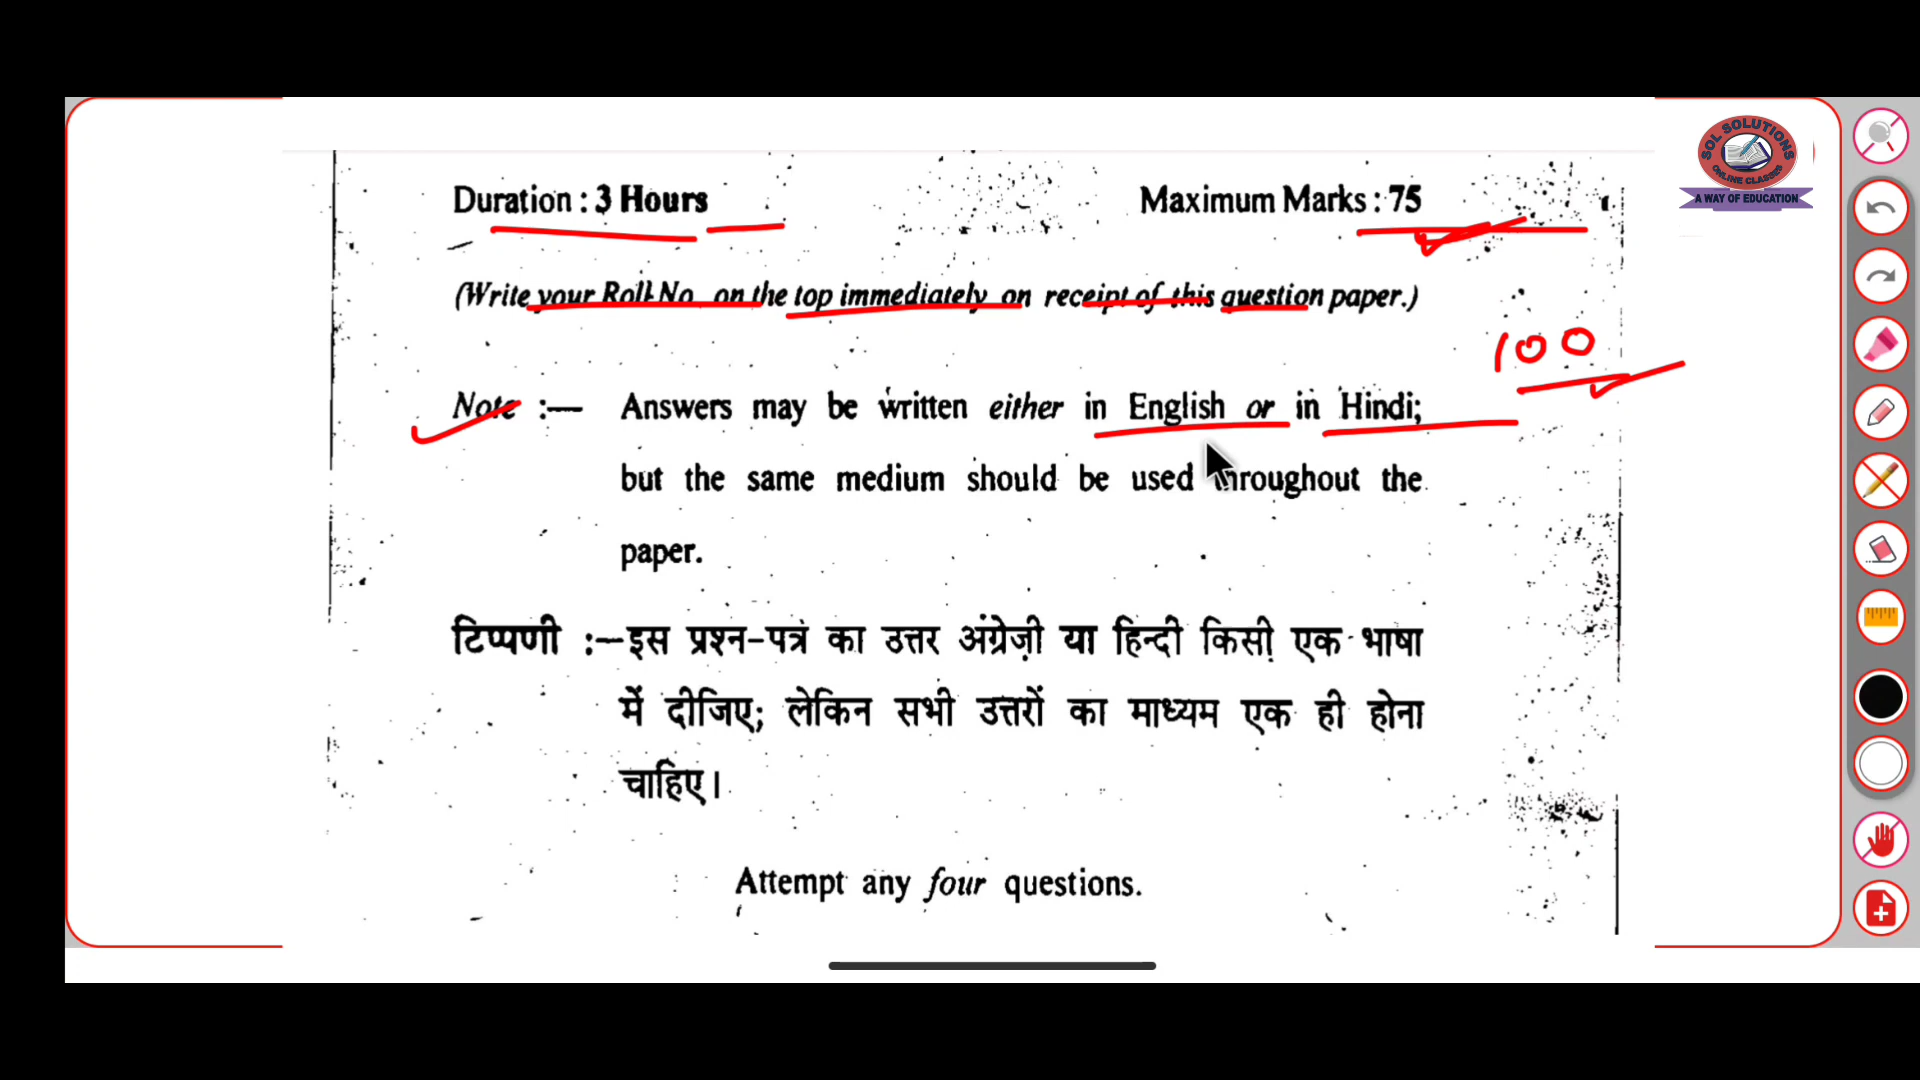 SOL SOLUTIONS
ONLINE CLASSES
A WAY OF EDUCATION
Duration : 3 Hours Maximum Marks : 75
(Write your Roll No. on the top immediately on receipt of this question paper.)
100
Note :— Answers may be written either in English or in Hindi;
but the same medium should be used throughout the
paper.
टिप्पणी :—इस प्रश्न-पत्र का उत्तर अंग्रेज़ी या हिन्दी किसी एक भाषा
में दीजिए; लेकिन सभी उत्तरों का माध्यम एक ही होना
चाहिए।
Attempt any four questions.